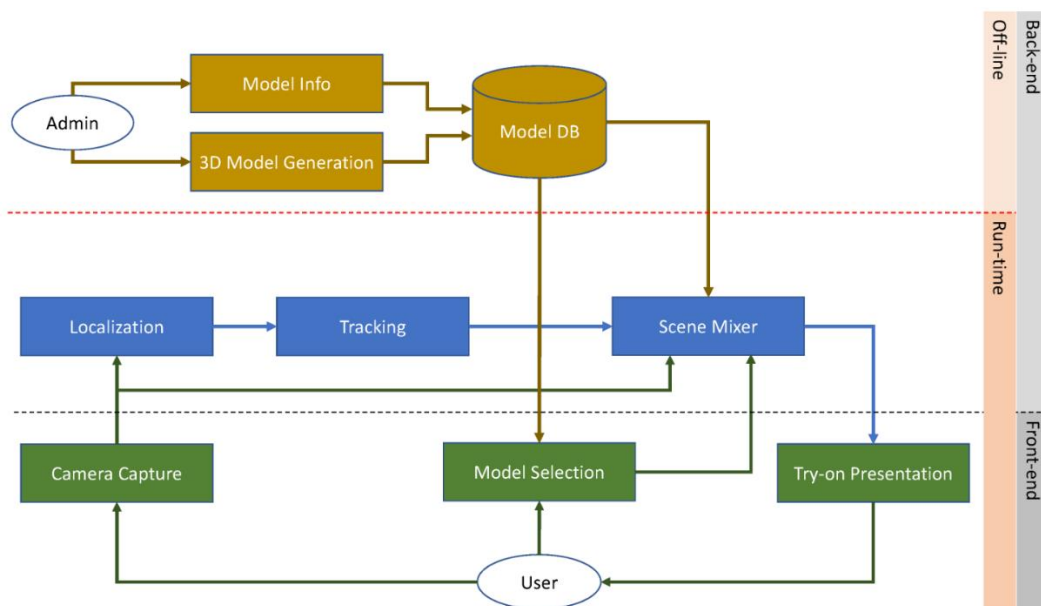 Model Info
Admin
3D Model Generation
Model DB
Off-line
Back-end
Run-time
Localization
Tracking
Scene Mixer
Camera Capture
Model Selection
Try-on Presentation
Front-end
User